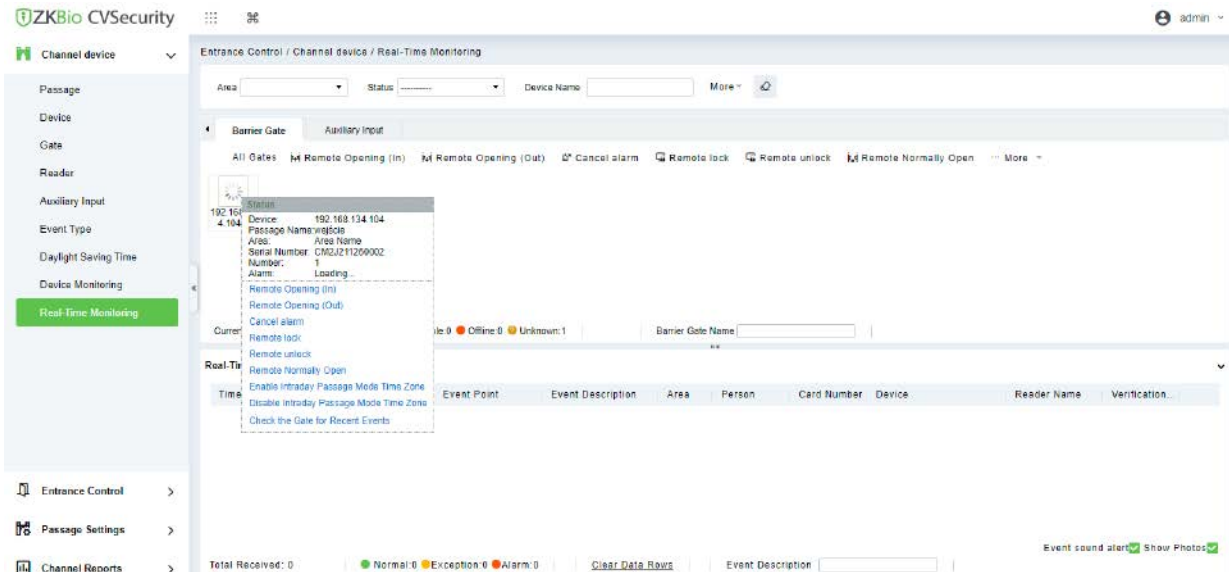 ZKBio CVSecurity
admin
Channel device
Passage
Device
Gate
Reader
Auxiliary Input
Event Type
Daylight Saving Time
Device Monitoring
Real-Time Monitoring
Entrance Control
Passage Settings
Channel Reports
Entrance Control / Channel device / Real-Time Monitoring
Area Status ---------- Device Name More
Barrier Gate Auxiliary Input
All Gates Remote Opening (In) Remote Opening (Out) Cancel alarm Remote lock Remote unlock Remote Normally Open ··· More
4.104
Status
Device: 192.168.134.104
Passage Name:wejście
Area: Area Name
Serial Number: CM2J211260002
Number: 1
Alarm: Loading...
Remote Opening (In)
Remote Opening (Out)
Cancel alarm
Remote lock
Remote unlock
Remote Normally Open
Enable Intraday Passage Mode Time Zone
Disable Intraday Passage Mode Time Zone
Check the Gate for Recent Events
Offline:0 Unknown:1 Barrier Gate Name
Time Event Point Event Description Area Person Card Number Device Reader Name Verification...
Event sound alert Show Photos
Total Received: 0 Normal:0 Exception:0 Alarm:0 Clear Data Rows Event Description